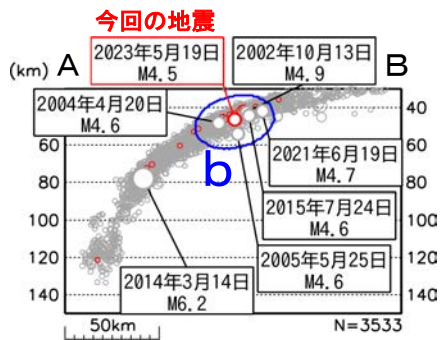 今回の地震
2023年5月19日
M4.5
2002年10月13日
M4.9
(km)
A
B
2004年4月20日
M4.6
40
60
80
100
120
140
b
2021年6月19日
M4.7
2015年7月24日
M4.6
2005年5月25日
M4.6
2014年3月14日
M6.2
50km
N=3533